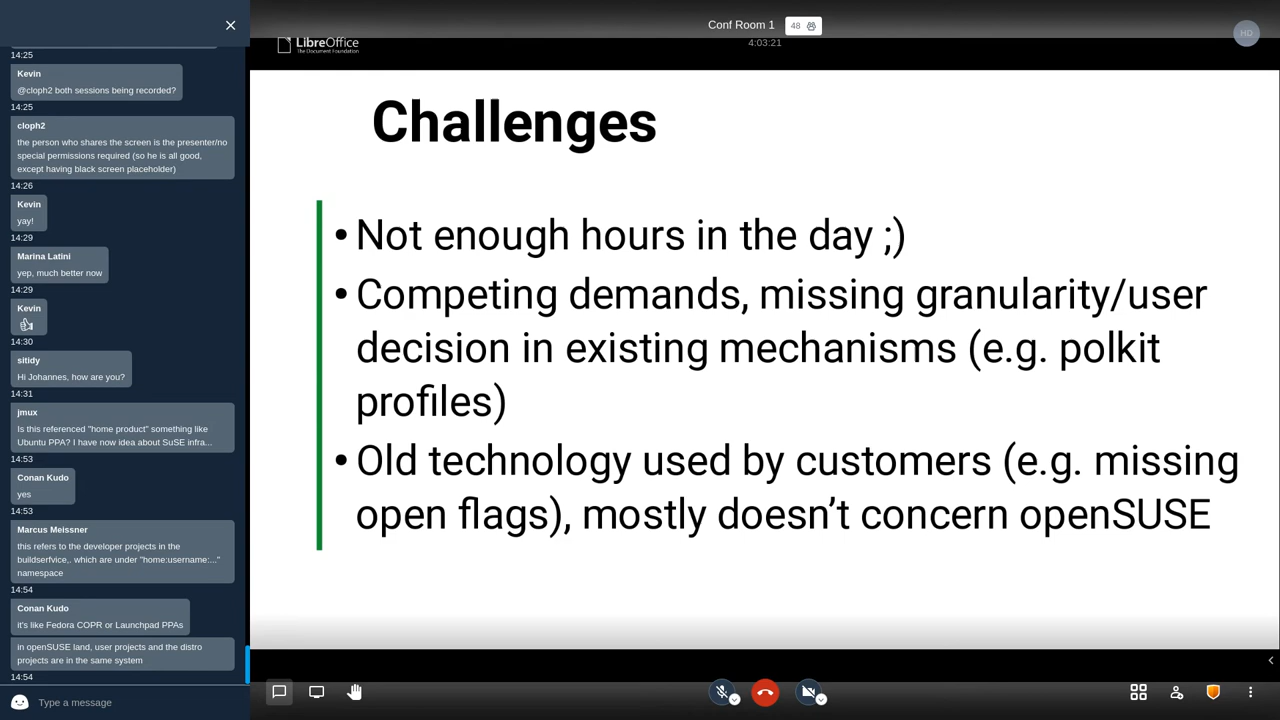 14:25
Kevin
@cloph2 both sessions being recorded?
14:25
cloph2
the person who shares the screen is the presenter/no
special permissions required (so he is all good,
except having black screen placeholder)
14:26
Kevin
yay!
14:29
Marina Latini
yep, much better now
14:29
Kevin
14:30
sitidy
Hi Johannes, how are you?
14:31
jmux
Is this referenced "home product" something like
Ubuntu PPA? I have now idea about SuSE infra...
14:53
Conan Kudo
yes
14:53
Marcus Meissner
this refers to the developer projects in the
buildserfvice,. which are under "home:username:..."
namespace
14:54
Conan Kudo
it's like Fedora COPR or Launchpad PPAs
in openSUSE land, user projects and the distro
projects are in the same system
14:54
Type a message
Conf Room 1
48
4:03:21
HD
LibreOffice
The Document Foundation
Challenges
• Not enough hours in the day ;)
• Competing demands, missing granularity/user
decision in existing mechanisms (e.g. polkit
profiles)
• Old technology used by customers (e.g. missing
open flags), mostly doesn't concern openSUSE